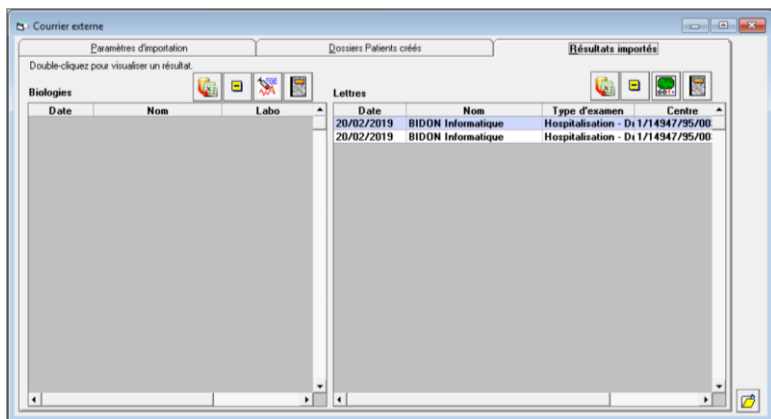 Courrier externe
Paramètres d'importation Dossiers Patients créés Résultats importés
Double-cliquez pour visualiser un résultat.
Biologies
Date Nom Labo
Lettres
Date Nom Type d'examen Centre
20/02/2019 BIDON Informatique Hospitalisation - 1/14947/95/00
20/02/2019 BIDON Informatique Hospitalisation - 1/14947/95/00